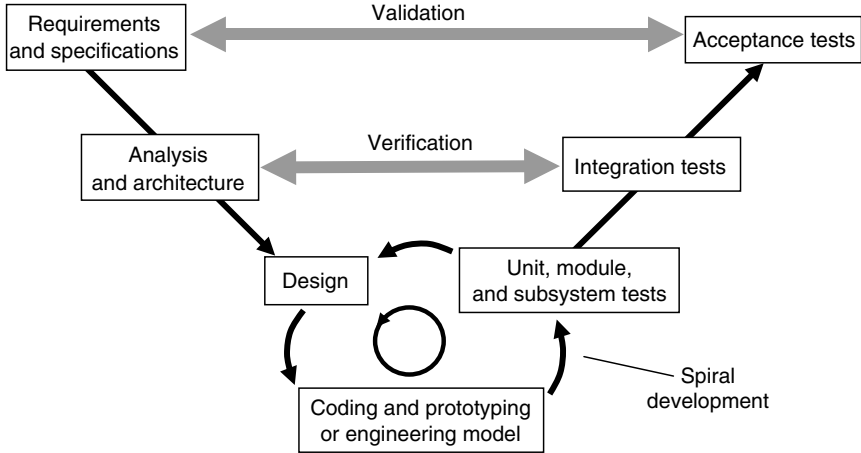 Requirements
and specifications
Validation
Acceptance tests
Analysis
and architecture
Verification
Integration tests
Design
Unit, module,
and subsystem tests
Coding and prototyping
or engineering model
Spiral
development